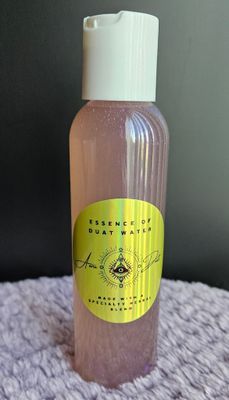 ESSENCE OF
DUAT WATER
MADE WITH A
SPECIALTY HERBAL
BLEND